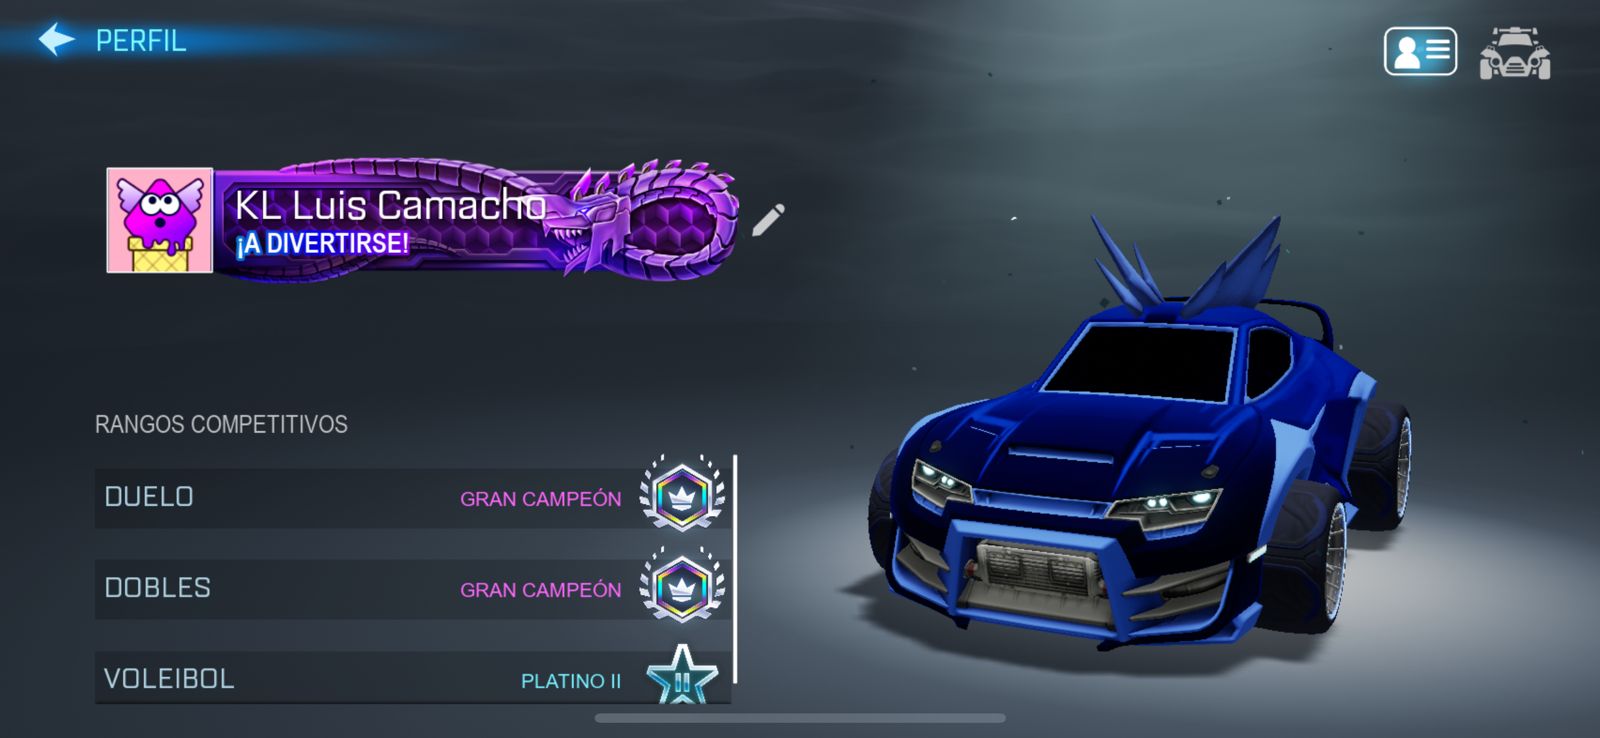 PERFIL
KL Luis Camacho
¡A DIVERTIRSE!
RANGOS COMPETITIVOS
DUELO GRAN CAMPEÓN
DOBLES GRAN CAMPEÓN
VOLEIBOL PLATINO II